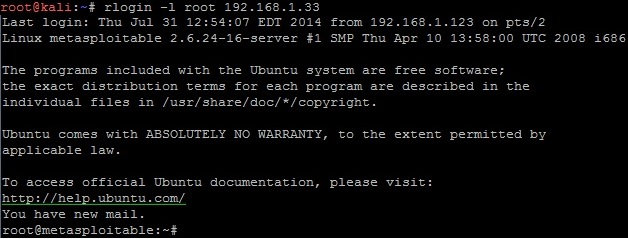 root@kali:~# rlogin -l root 192.168.1.33
Last login: Thu Jul 31 12:54:07 EDT 2014 from 192.168.1.123 on pts/2
Linux metasploitable 2.6.24-16-server #1 SMP Thu Apr 10 13:58:00 UTC 2008 i686
The programs included with the Ubuntu system are free software;
the exact distribution terms for each program are described in the
individual files in /usr/share/doc/*/copyright.
Ubuntu comes with ABSOLUTELY NO WARRANTY, to the extent permitted by
applicable law.
To access official Ubuntu documentation, please visit:
http://help.ubuntu.com/
You have new mail.
root@metasploitable:~#